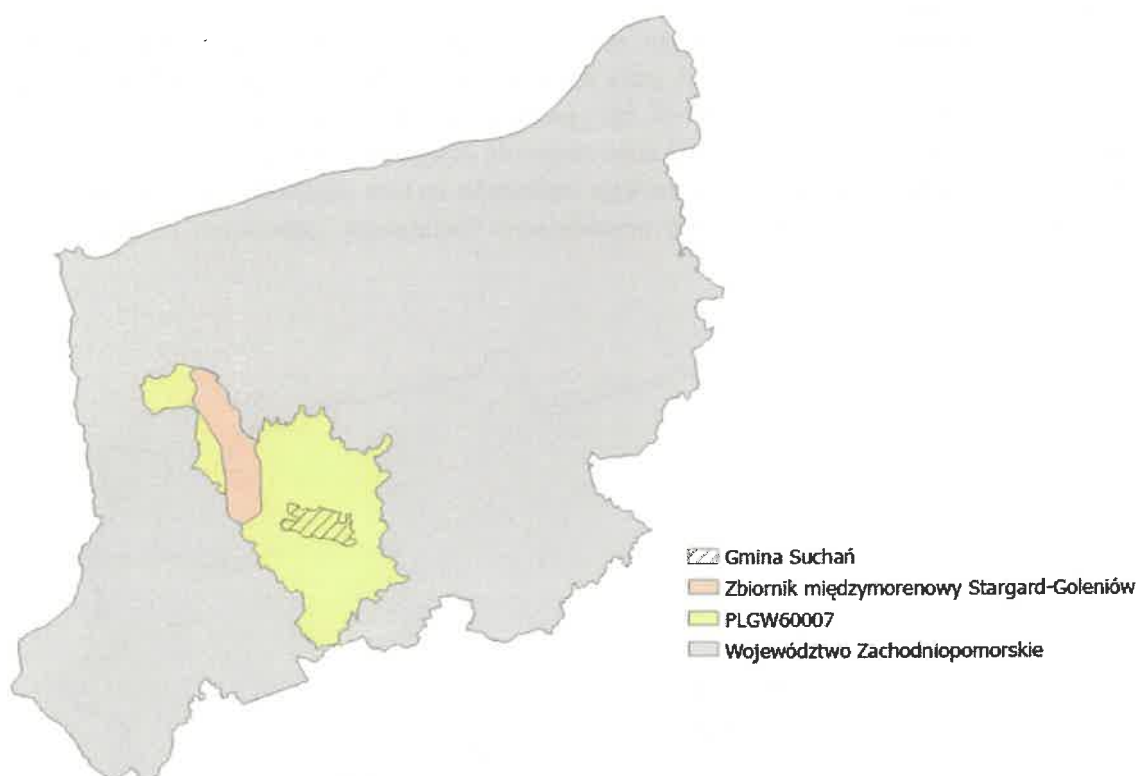 Gmina Suchań
Zbiornik międzymorenowy Stargard-Goleniów
PLGW60007
Województwo Zachodniopomorskie